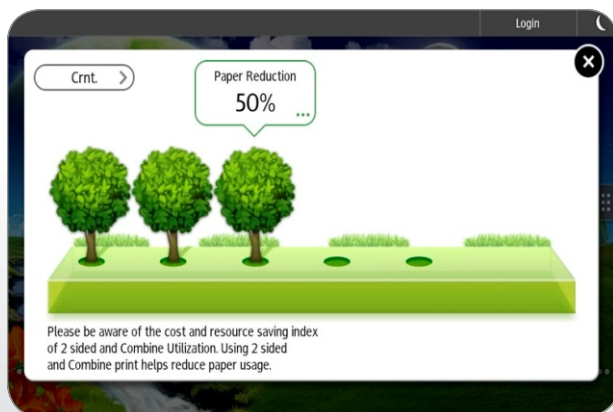 Login
Crnt.
Paper Reduction
50%
...
Please be aware of the cost and resource saving index
of 2 sided and Combine Utilization. Using 2 sided
and Combine print helps reduce paper usage.